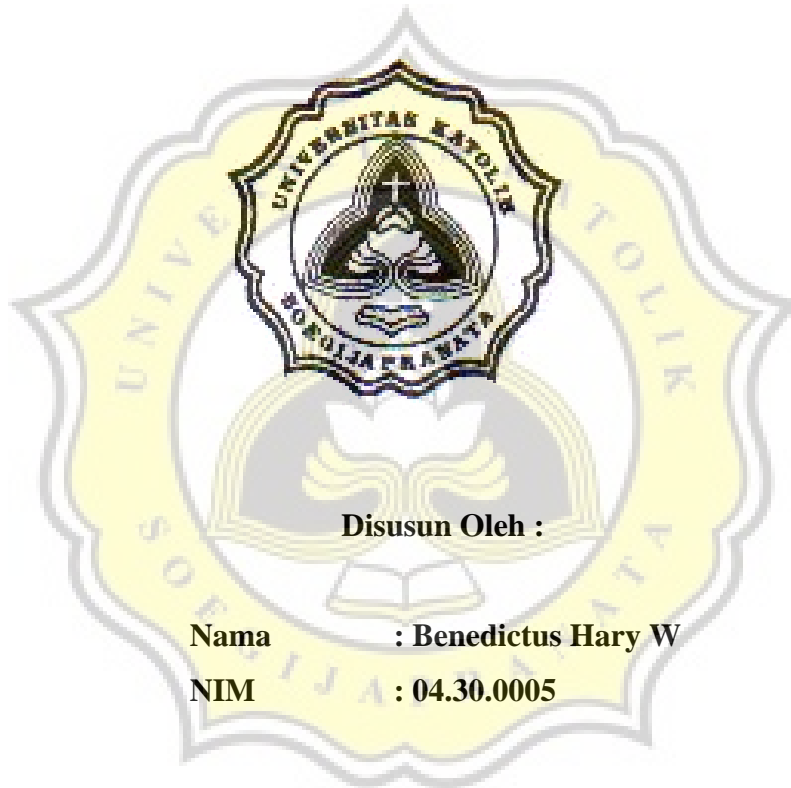 UNIVERSITAS KATOLIK
SOEGIJAPRANATA
Disusun Oleh :
Nama : Benedictus Hary W
NIM : 04.30.0005